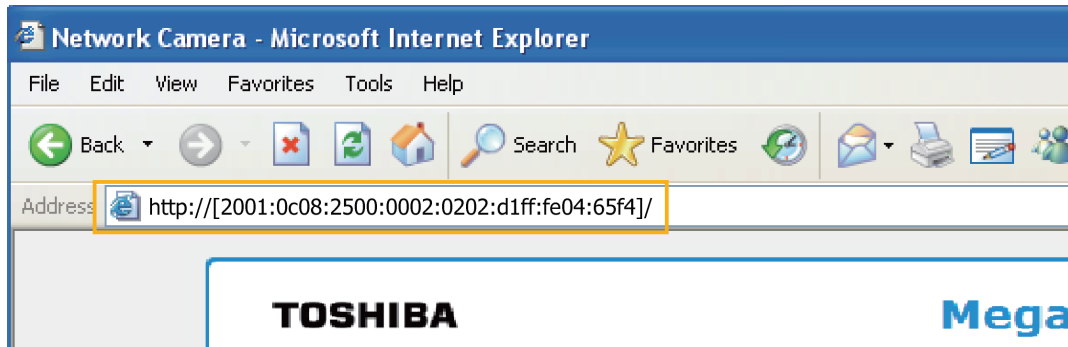 Network Camera - Microsoft Internet Explorer
File Edit View Favorites Tools Help
Back Search Favorites
Address http://[2001:0c08:2500:0002:0202:d1ff:fe04:65f4]/
TOSHIBA Mega